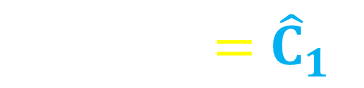 = Ĉ₁